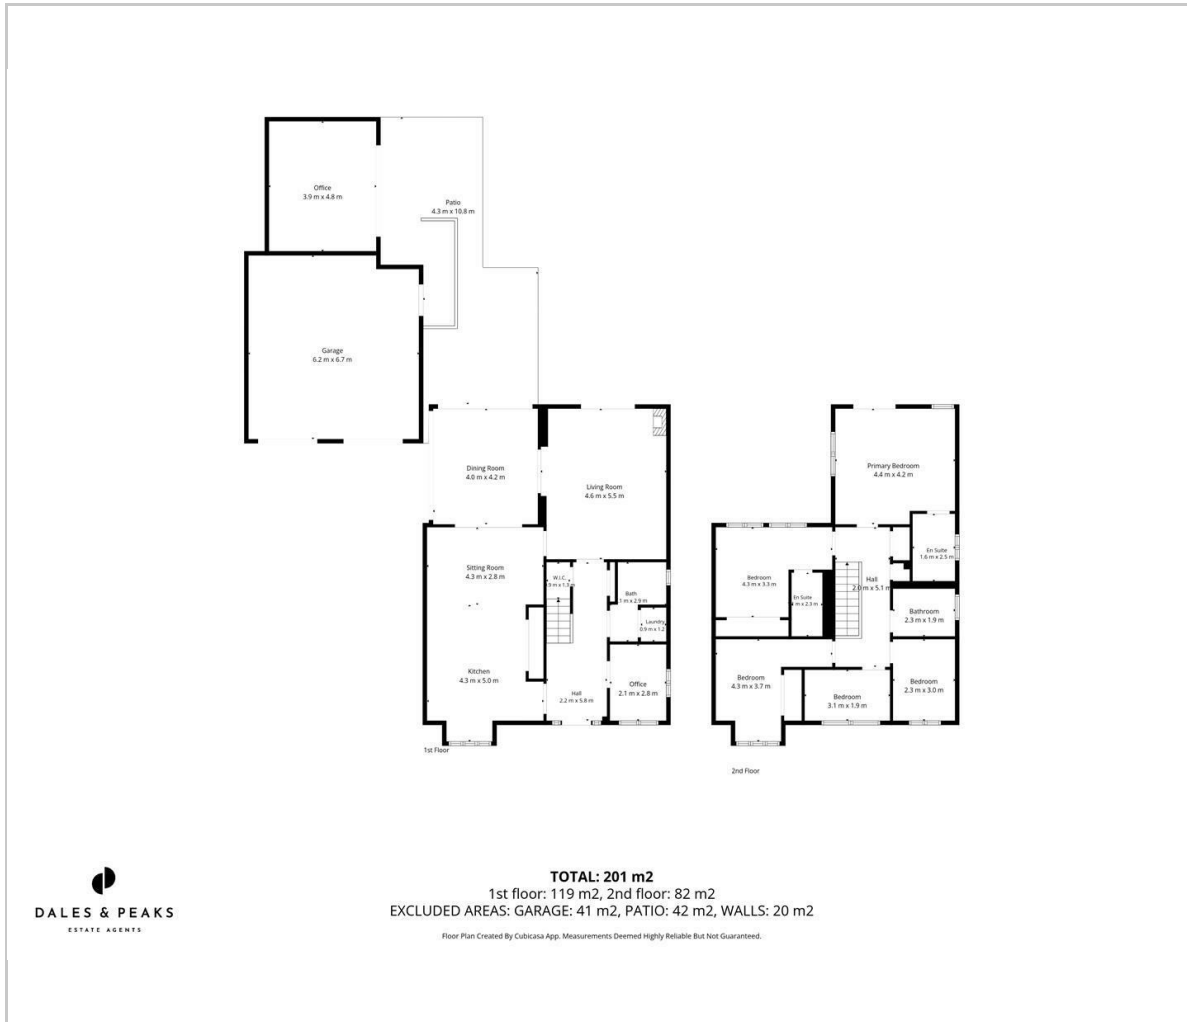 Office
3.9 m x 4.8 m
Patio
4.3 m x 10.8 m
Garage
6.2 m x 6.7 m
Dining Room
4.0 m x 4.2 m
Living Room
4.6 m x 5.5 m
Sitting Room
4.3 m x 2.8 m
W.I.C.
Bath
m x 2.9 m
Laundry
0.9 m x 1.2
Kitchen
4.3 m x 5.0 m
Office
2.1 m x 2.8 m
Hall
2.2 m x 5.8 m
1st Floor
Primary Bedroom
4.4 m x 4.2 m
En Suite
1.6 m x 2.5 m
Bedroom
4.3 m x 3.3 m
Hall
2.0 m x 5.1 m
En Suite
m x 2.3 m
Bathroom
2.3 m x 1.9 m
Bedroom
4.3 m x 3.7 m
Bedroom
3.1 m x 1.9 m
Bedroom
2.3 m x 3.0 m
2nd Floor
DALES & PEAKS
ESTATE AGENTS
TOTAL: 201 m2
1st floor: 119 m2, 2nd floor: 82 m2
EXCLUDED AREAS: GARAGE: 41 m2, PATIO: 42 m2, WALLS: 20 m2
Floor Plan Created By Cubicasa App. Measurements Deemed Highly Reliable But Not Guaranteed.